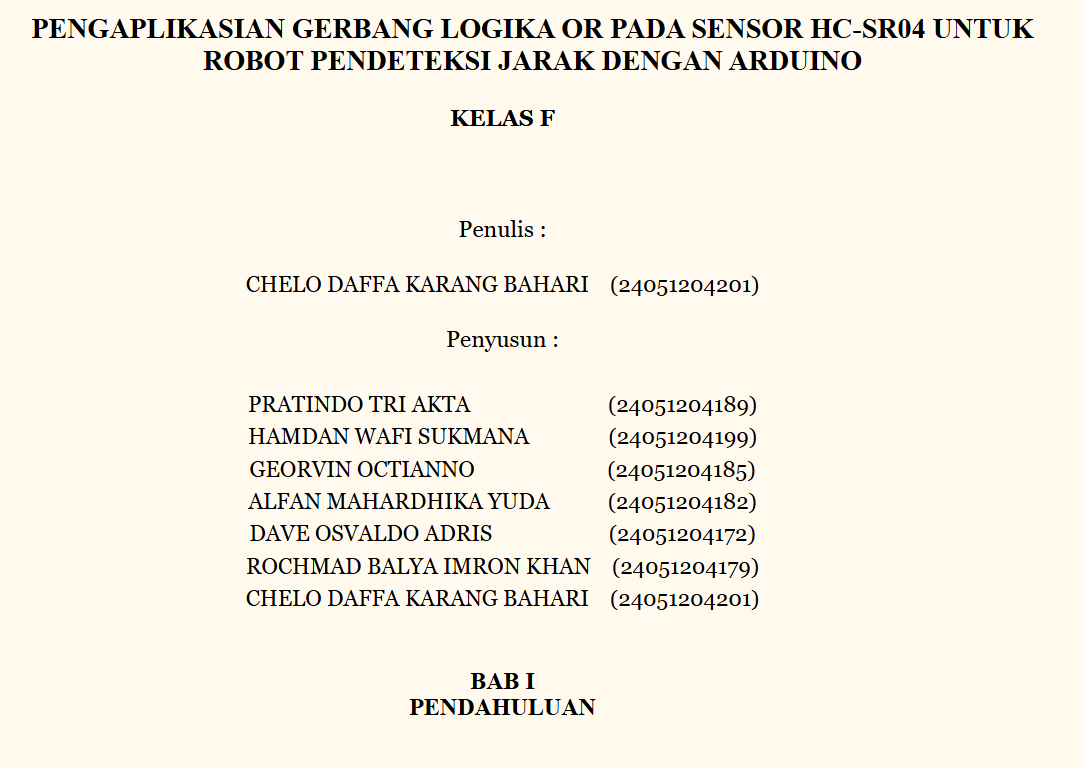 PENGAPLIKASIAN GERBANG LOGIKA OR PADA SENSOR HC-SR04 UNTUK
ROBOT PENDETEKSI JARAK DENGAN ARDUINO
KELAS F
Penulis :
CHELO DAFFA KARANG BAHARI (24051204201)
Penyusun :
PRATINDO TRI AKTA (24051204189)
HAMDAN WAFI SUKMANA (24051204199)
GEORVIN OCTIANNO (24051204185)
ALFAN MAHARDHIKA YUDA (24051204182)
DAVE OSVALDO ADRIS (24051204172)
ROCHMAD BALYA IMRON KHAN (24051204179)
CHELO DAFFA KARANG BAHARI (24051204201)
BAB I
PENDAHULUAN